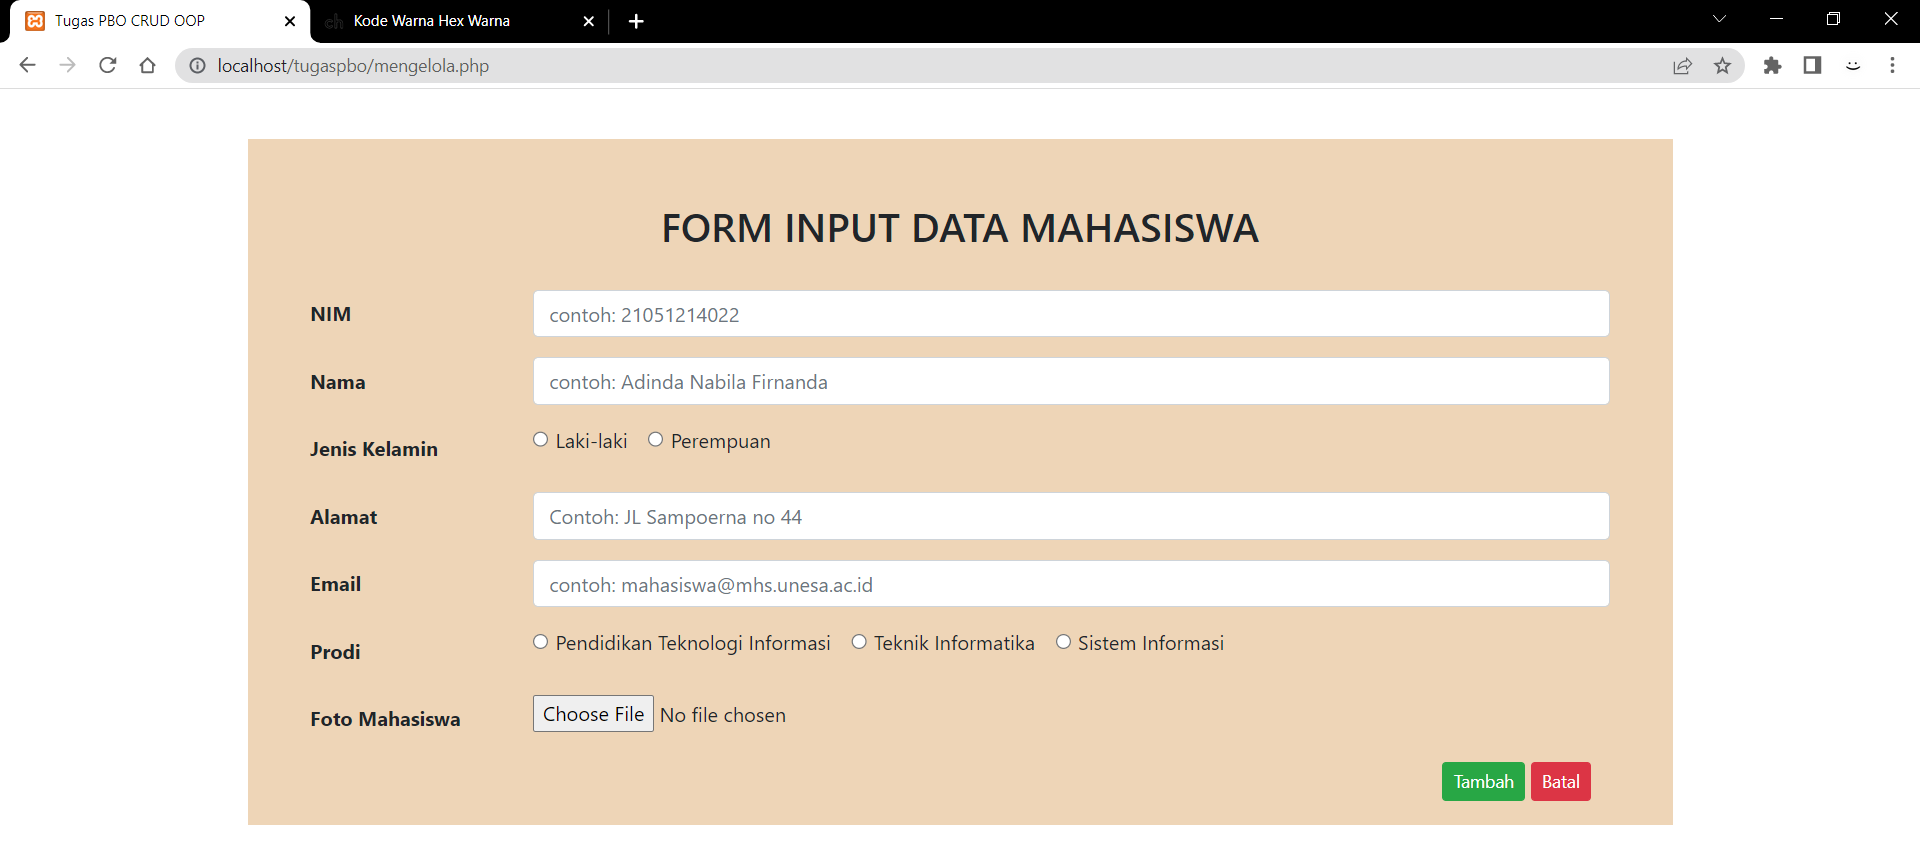 Tugas PBO CRUD OOP
ch Kode Warna Hex Warna
localhost/tugaspbo/mengelola.php
FORM INPUT DATA MAHASISWA
NIM contoh: 21051214022
Nama contoh: Adinda Nabila Firnanda
Jenis Kelamin Laki-laki Perempuan
Alamat Contoh: JL Sampoerna no 44
Email contoh: mahasiswa@mhs.unesa.ac.id
Prodi Pendidikan Teknologi Informasi Teknik Informatika Sistem Informasi
Foto Mahasiswa Choose File No file chosen
Tambah Batal